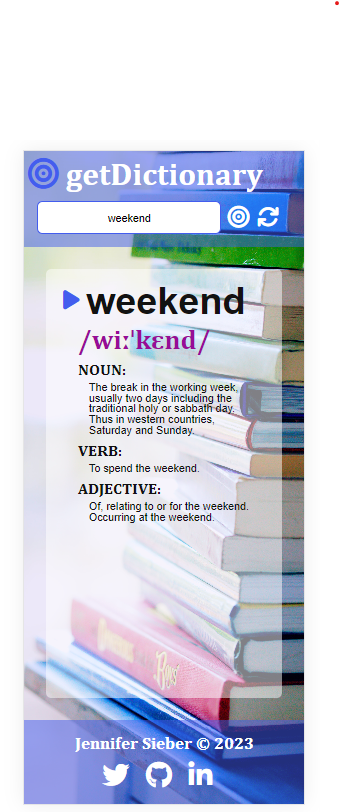 getDictionary
weekend
weekend
/wiːˈkɛnd/
NOUN:
The break in the working week,
usually two days including the
traditional holy or sabbath day.
Thus in western countries,
Saturday and Sunday.
VERB:
To spend the weekend.
ADJECTIVE:
Of, relating to or for the weekend.
Occurring at the weekend.
Jennifer Sieber © 2023
in